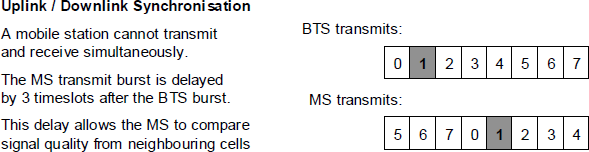 Uplink / Downlink Synchronisation
A mobile station cannot transmit
and receive simultaneously.
The MS transmit burst is delayed
by 3 timeslots after the BTS burst.
This delay allows the MS to compare
signal quality from neighbouring cells
BTS transmits:
0 1 2 3 4 5 6 7
MS transmits:
5 6 7 0 1 2 3 4